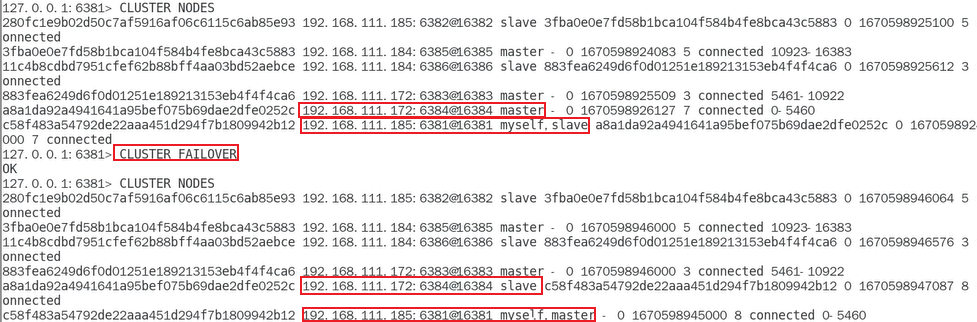 127.0.0.1:6381> CLUSTER NODES
280fc1e9b02d50c7af5916af06c6115c6ab85e93 192.168.111.185:6382@16382 slave 3fba0e0e7fd58b1bca104f584b4fe8bca43c5883 0 1670598925100 5
onnected
3fba0e0e7fd58b1bca104f584b4fe8bca43c5883 192.168.111.184:6385@16385 master - 0 1670598924083 5 connected 10923-16383
11c4b8cdbd7951cfef62b88bff4aa03bd52aebce 192.168.111.184:6386@16386 slave 883fea6249d6f0d01251e189213153eb4f4f4ca6 0 1670598925612 3
onnected
883fea6249d6f0d01251e189213153eb4f4f4ca6 192.168.111.172:6383@16383 master - 0 1670598925509 3 connected 5461-10922
a8a1da92a4941641a95bef075b69dae2dfe0252c 192.168.111.172:6384@16384 master - 0 1670598926127 7 connected 0-5460
c58f483a54792de22aaa451d294f7b1809942b12 192.168.111.185:6381@16381 myself,slave a8a1da92a4941641a95bef075b69dae2dfe0252c 0 167059892
000 7 connected
127.0.0.1:6381> CLUSTER FAILOVER
OK
127.0.0.1:6381> CLUSTER NODES
280fc1e9b02d50c7af5916af06c6115c6ab85e93 192.168.111.185:6382@16382 slave 3fba0e0e7fd58b1bca104f584b4fe8bca43c5883 0 1670598946064 5
onnected
3fba0e0e7fd58b1bca104f584b4fe8bca43c5883 192.168.111.184:6385@16385 master - 0 1670598946000 5 connected 10923-16383
11c4b8cdbd7951cfef62b88bff4aa03bd52aebce 192.168.111.184:6386@16386 slave 883fea6249d6f0d01251e189213153eb4f4f4ca6 0 1670598946576 3
onnected
883fea6249d6f0d01251e189213153eb4f4f4ca6 192.168.111.172:6383@16383 master - 0 1670598946000 3 connected 5461-10922
a8a1da92a4941641a95bef075b69dae2dfe0252c 192.168.111.172:6384@16384 slave c58f483a54792de22aaa451d294f7b1809942b12 0 1670598947087 8
onnected
c58f483a54792de22aaa451d294f7b1809942b12 192.168.111.185:6381@16381 myself,master - 0 1670598945000 8 connected 0-5460